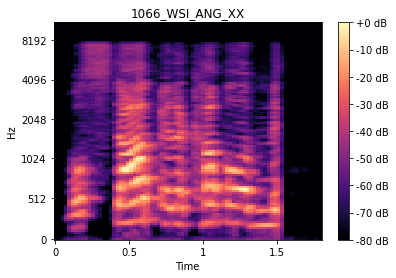 1066_WSI_ANG_XX
8192
4096
2048
1024
512
0
Hz
0
0.5
1
1.5
Time
+0 dB
-10 dB
-20 dB
-30 dB
-40 dB
-50 dB
-60 dB
-70 dB
-80 dB